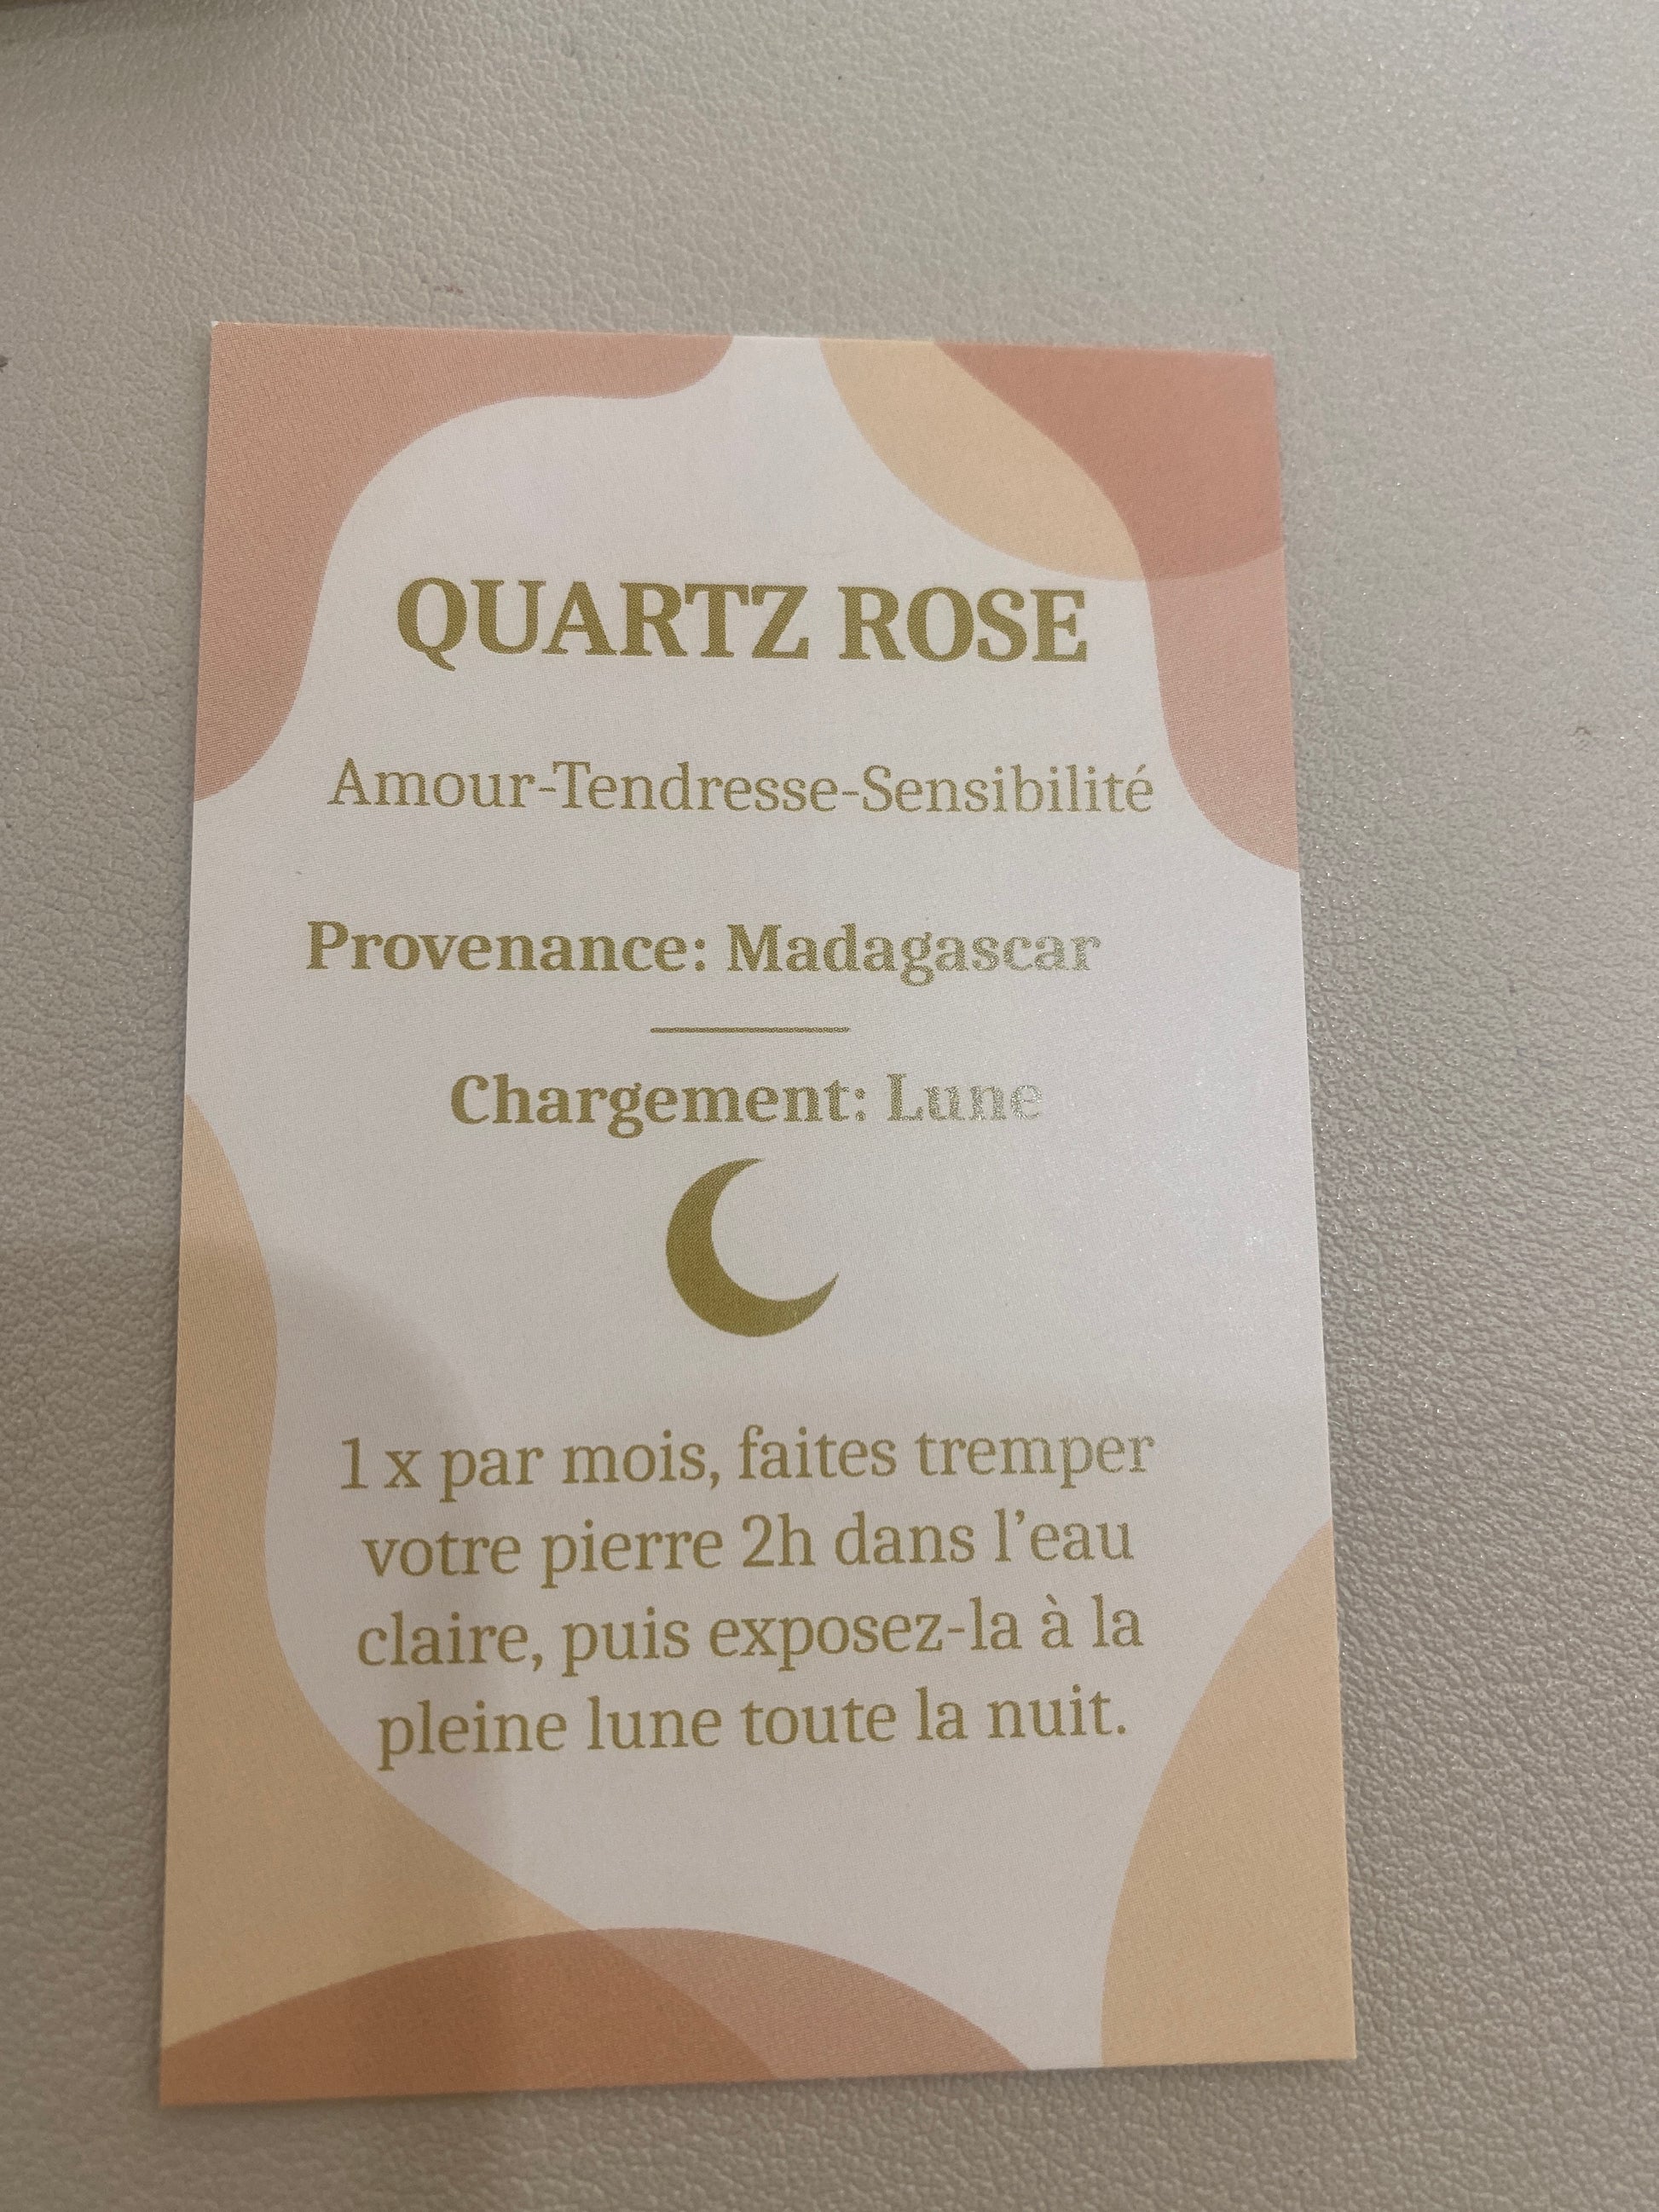 QUARTZ ROSE
Amour-Tendresse-Sensibilité
Provenance: Madagascar
Chargement: Lune
1 x par mois, faites tremper
votre pierre 2h dans l'eau
claire, puis exposez-la à la
pleine lune toute la nuit.